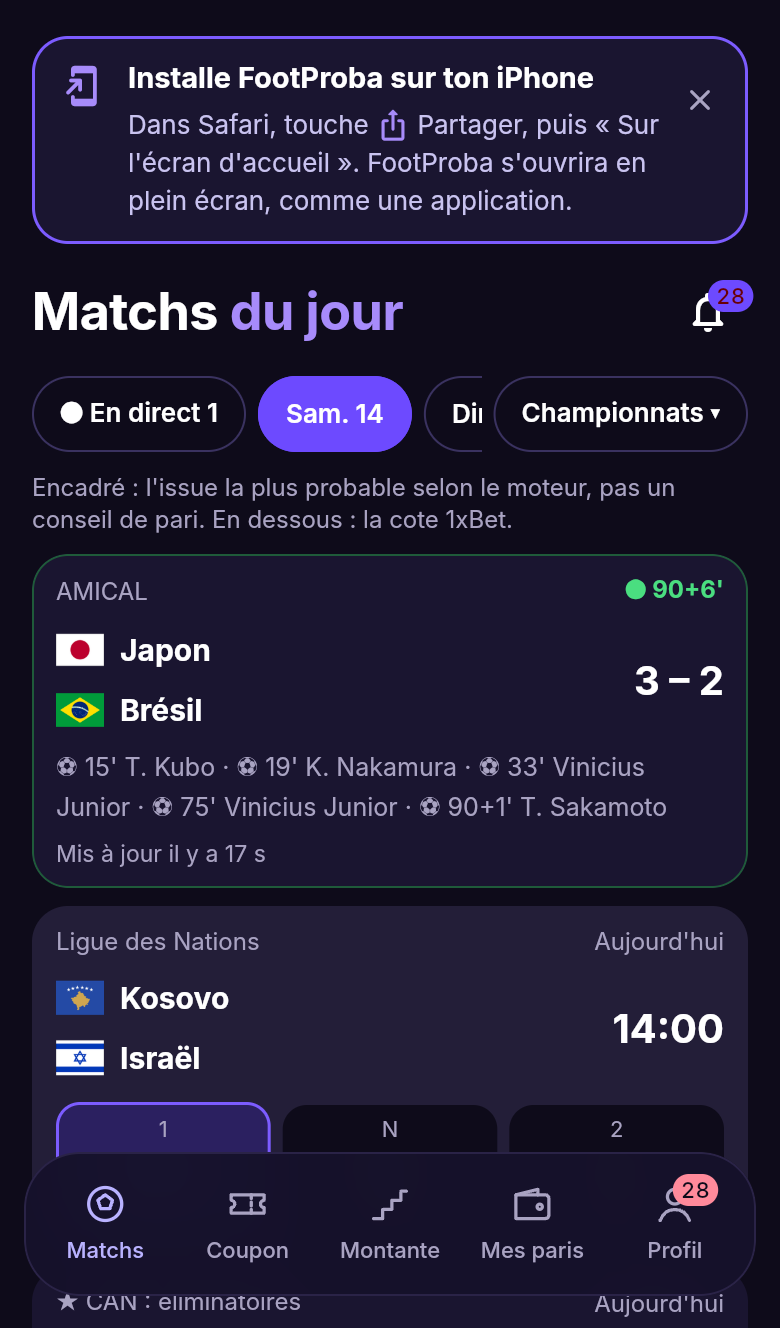 Installe FootProba sur ton iPhone
Dans Safari, touche Partager, puis « Sur
l'écran d'accueil ». FootProba s'ouvrira en
plein écran, comme une application.
Matchs du jour
28
En direct 1
Sam. 14
Dir
Championnats ▾
Encadré : l'issue la plus probable selon le moteur, pas un
conseil de pari. En dessous : la cote 1xBet.
AMICAL
90+6'
Japon
3 – 2
Brésil
⚽ 15' T. Kubo · ⚽ 19' K. Nakamura · ⚽ 33' Vinicius
Junior · ⚽ 75' Vinicius Junior · ⚽ 90+1' T. Sakamoto
Mis à jour il y a 17 s
Ligue des Nations
Aujourd'hui
Kosovo
14:00
Israël
1
N
2
28
Matchs
Coupon
Montante
Mes paris
Profil
★ CAN : éliminatoires
Aujourd'hui